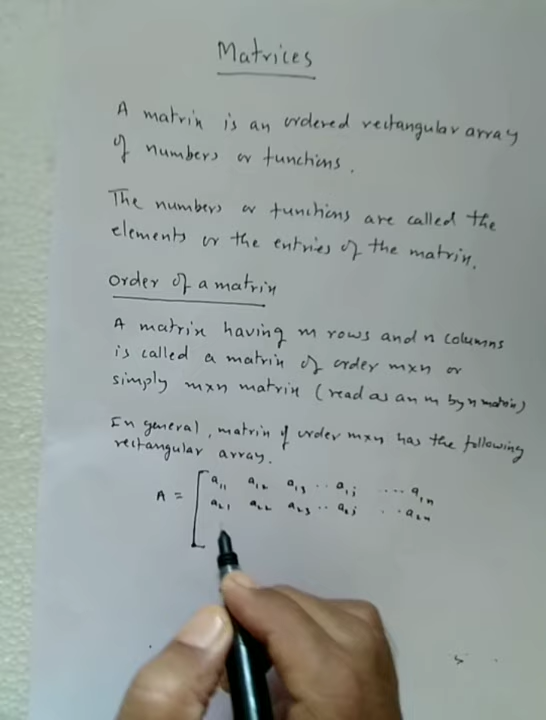 Matrices
A matrix is an ordered rectangular array
of numbers or functions.
The numbers or functions are called the
elements or the entries of the matrix.
Order of a matrix
A matrix having m rows and n columns
is called a matrix of order m×n or
simply m×n matrix (read as an m by n matrix)
In general, matrix of order m×n has the following
rectangular array.
A = [ a₁₁ a₁₂ a₁₃ .. a₁ⱼ .... a₁ₙ
a₂₁ a₂₂ a₂₃ .. a₂ⱼ .. a₂ₙ